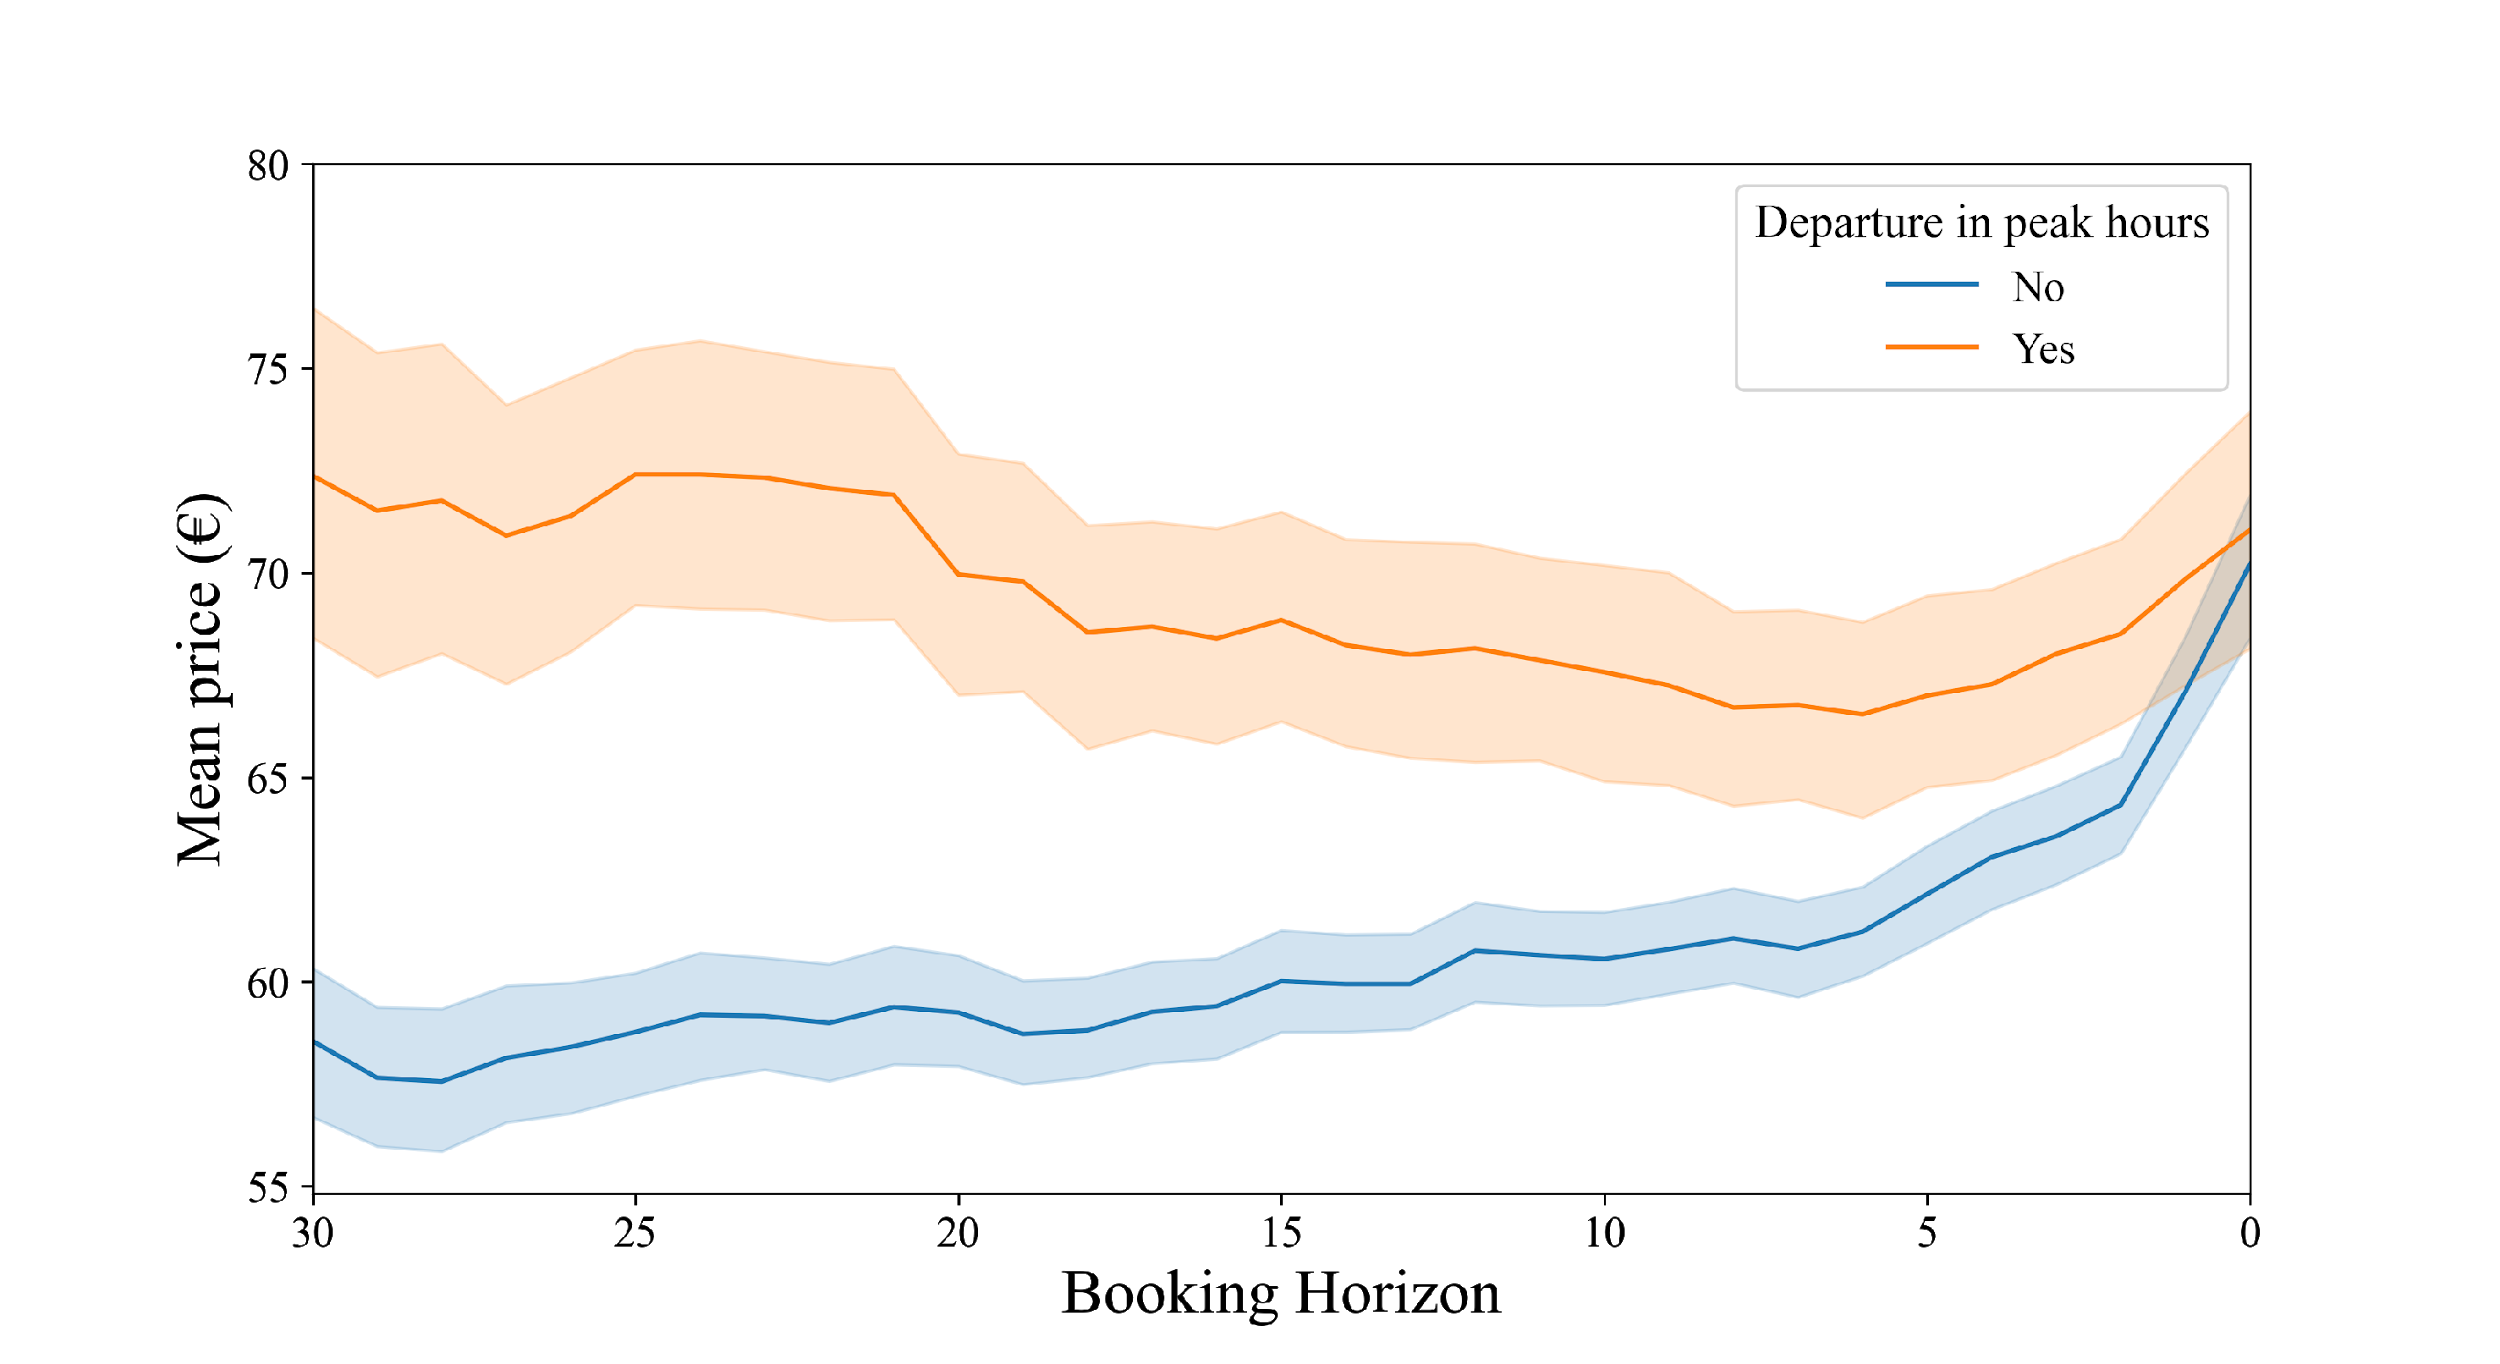 80
75
70
65
60
55
Mean price (€)
Departure in peak hours
No
Yes
30 25 20 15 10 5 0
Booking Horizon